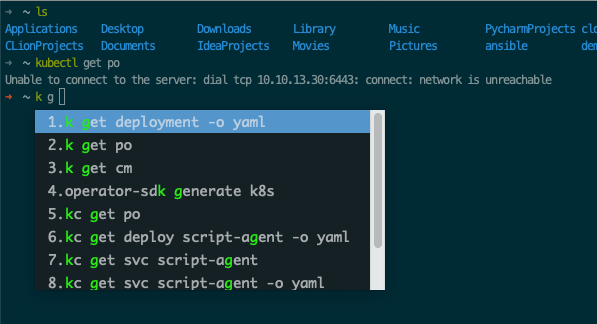 ➜ ~ ls
Applications Desktop Downloads Library Music PycharmProjects clo
CLionProjects Documents IdeaProjects Movies Pictures ansible dem
➜ ~ kubectl get po
Unable to connect to the server: dial tcp 10.10.13.30:6443: connect: network is unreachable
➜ ~ k g
1.k get deployment -o yaml
2.k get po
3.k get cm
4.operator-sdk generate k8s
5.kc get po
6.kc get deploy script-agent -o yaml
7.kc get svc script-agent
8.kc get svc script-agent -o yaml